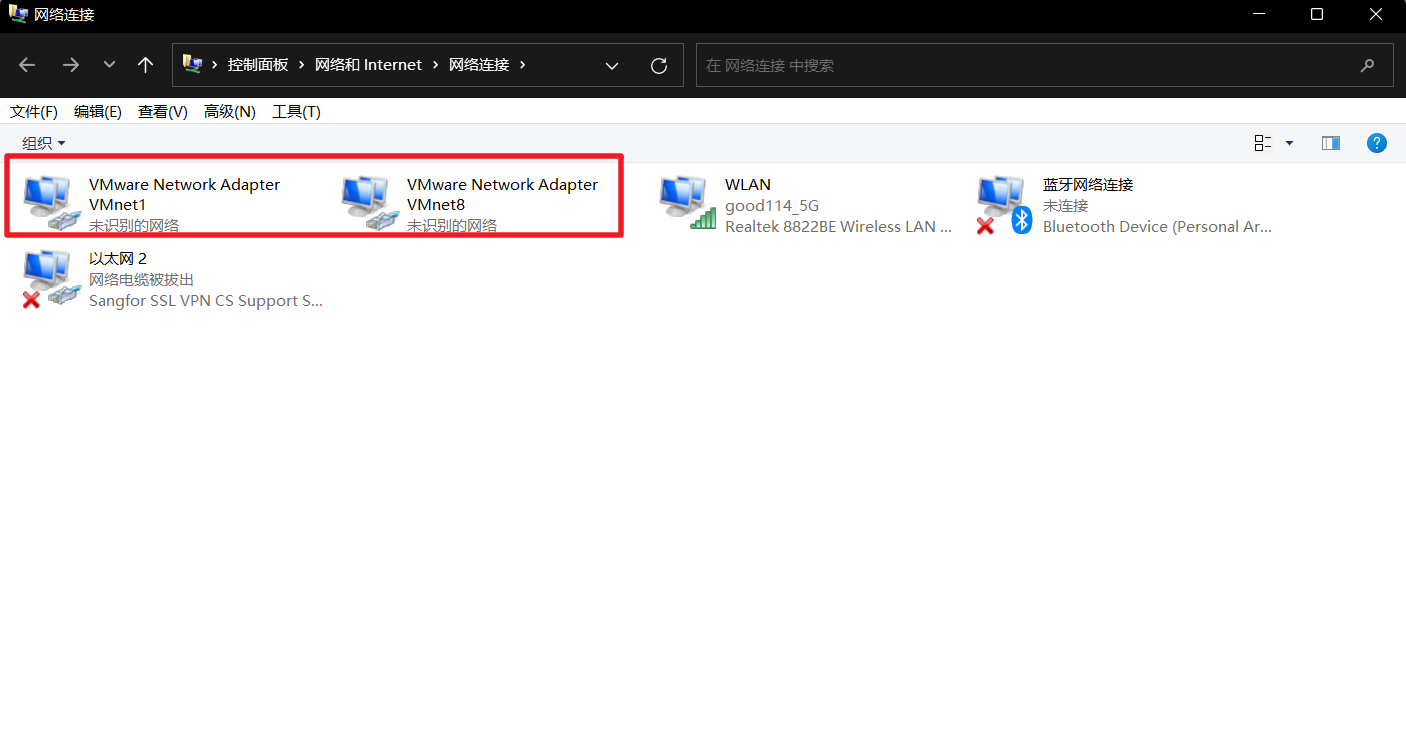 网络连接
控制面板 › 网络和 Internet › 网络连接 ›
在 网络连接 中搜索
文件(F) 编辑(E) 查看(V) 高级(N) 工具(T)
组织
VMware Network Adapter
VMnet1
未识别的网络
VMware Network Adapter
VMnet8
未识别的网络
WLAN
good114_5G
Realtek 8822BE Wireless LAN ...
蓝牙网络连接
未连接
Bluetooth Device (Personal Ar...
以太网 2
网络电缆被拔出
Sangfor SSL VPN CS Support S...